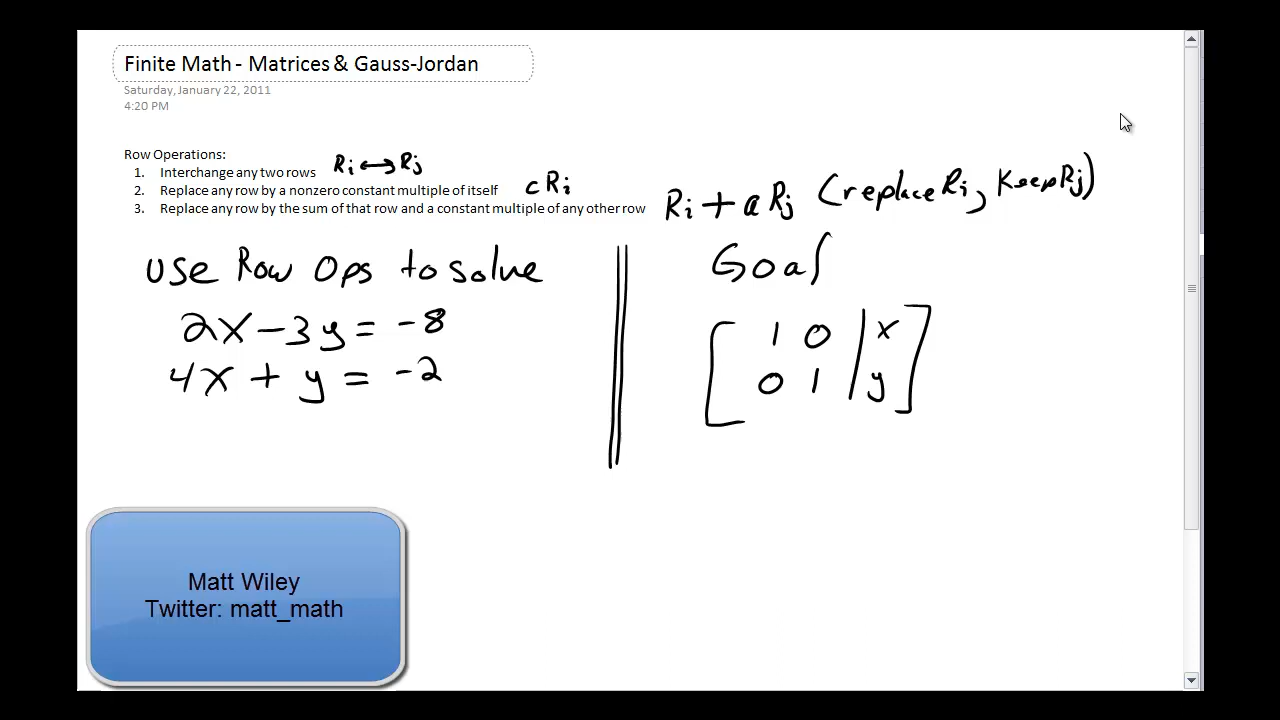 Finite Math - Matrices & Gauss-Jordan
Saturday, January 22, 2011
4:20 PM
Row Operations:
1. Interchange any two rows Ri ↔ Rj
2. Replace any row by a nonzero constant multiple of itself cRi
3. Replace any row by the sum of that row and a constant multiple of any other row Ri + aRj (replace Ri, Keep Rj)
Use Row Ops to solve
2x - 3y = -8
4x + y = -2
Goal
[ 1 0 | x
0 1 | y ]
Matt Wiley
Twitter: matt_math